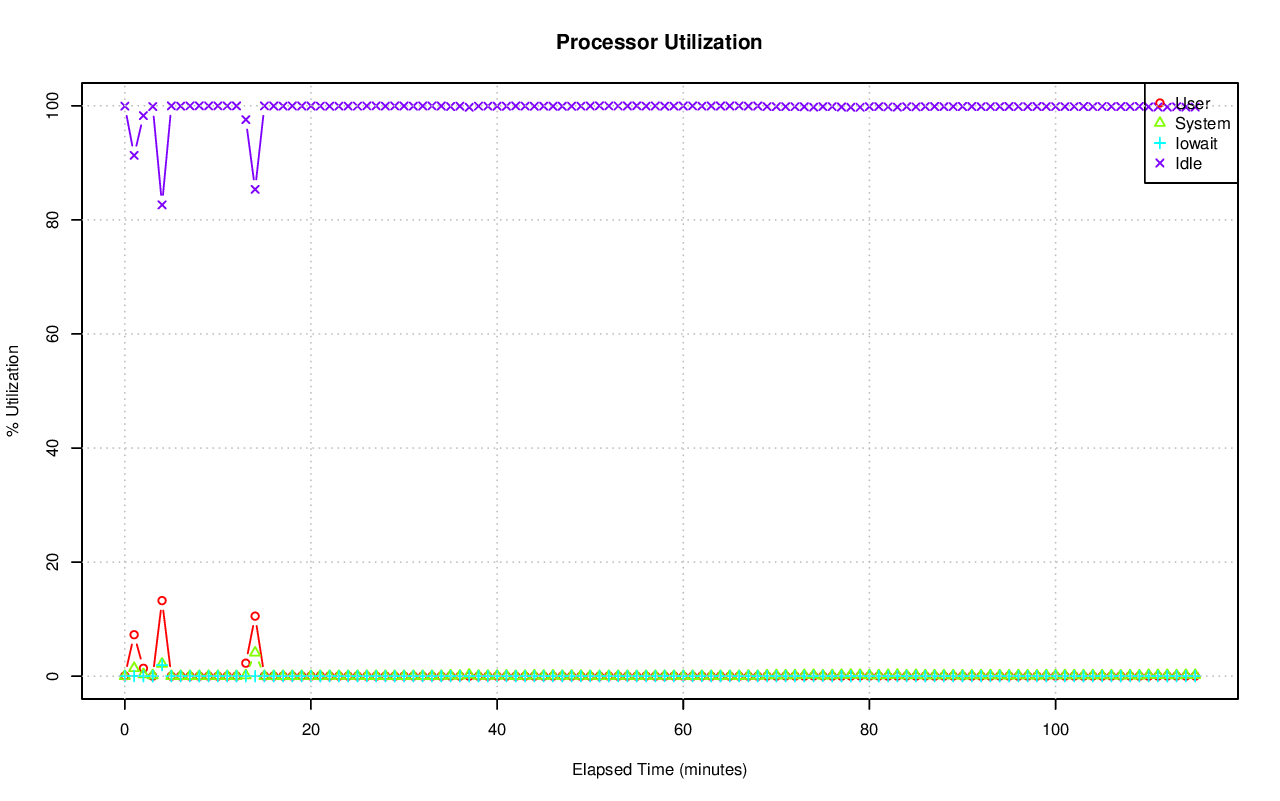 Processor Utilization
% Utilization
100
80
60
40
20
0
User
System
Iowait
Idle
0 20 40 60 80 100
Elapsed Time (minutes)